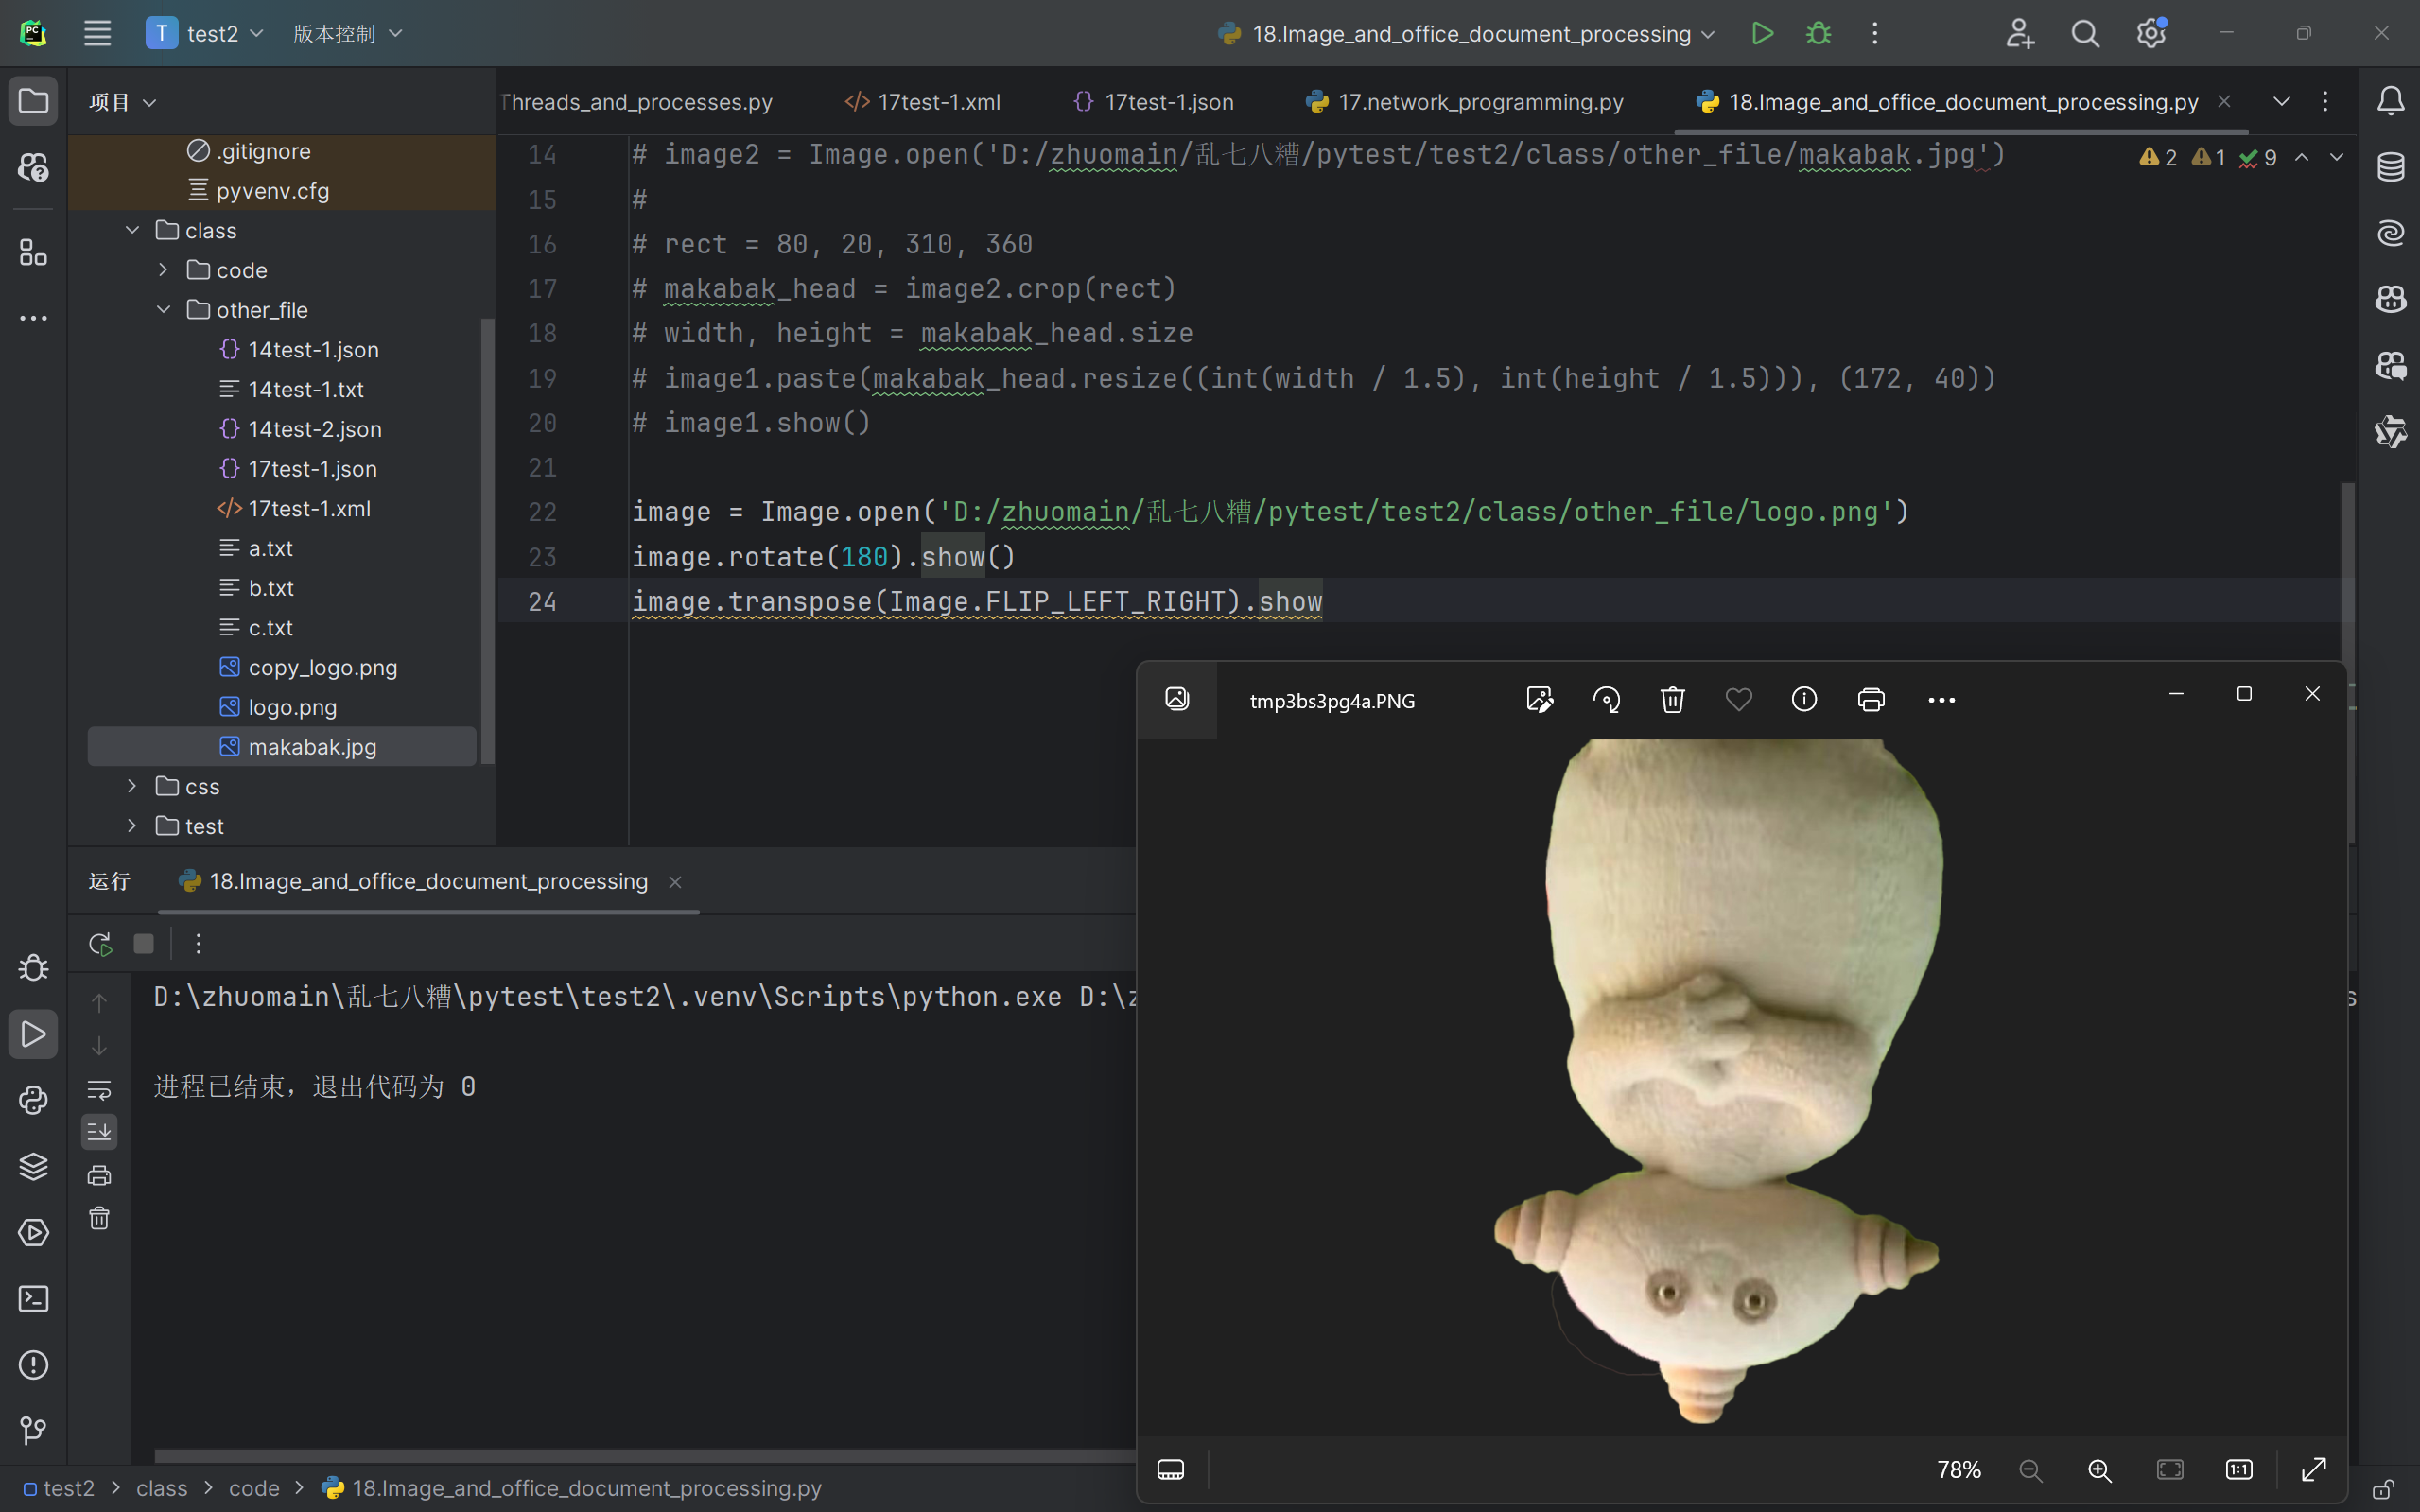 PC
T test2
版本控制
18.Image_and_office_document_processing
项目
Threads_and_processes.py
17test-1.xml
17test-1.json
17.network_programming.py
18.Image_and_office_document_processing.py
.gitignore
pyvenv.cfg
class
code
other_file
14test-1.json
14test-1.txt
14test-2.json
17test-1.json
17test-1.xml
a.txt
b.txt
c.txt
copy_logo.png
logo.png
makabak.jpg
css
test
2 1 9
14 # image2 = Image.open('D:/zhuomain/乱七八糟/pytest/test2/class/other_file/makabak.jpg')
15 #
16 # rect = 80, 20, 310, 360
17 # makabak_head = image2.crop(rect)
18 # width, height = makabak_head.size
19 # image1.paste(makabak_head.resize((int(width / 1.5), int(height / 1.5))), (172, 40))
20 # image1.show()
21
22 image = Image.open('D:/zhuomain/乱七八糟/pytest/test2/class/other_file/logo.png')
23 image.rotate(180).show()
24 image.transpose(Image.FLIP_LEFT_RIGHT).show
tmp3bs3pg4a.PNG
78%
1:1
运行
18.Image_and_office_document_processing
D:\zhuomain\乱七八糟\pytest\test2\.venv\Scripts\python.exe D:\z
进程已结束，退出代码为 0
test2 > class > code > 18.Image_and_office_document_processing.py